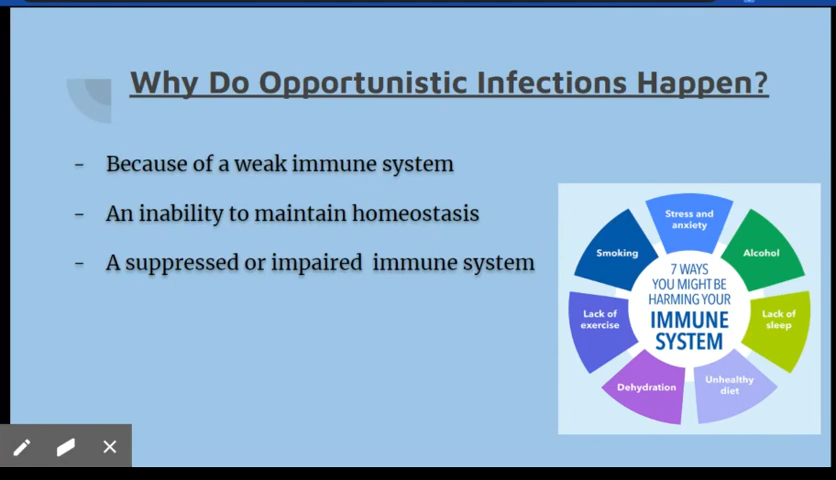 Why Do Opportunistic Infections Happen?
- Because of a weak immune system
- An inability to maintain homeostasis
- A suppressed or impaired immune system
Stress and
anxiety
Alcohol
Lack of
sleep
Unhealthy
diet
Dehydration
Lack of
exercise
Smoking
7 WAYS
YOU MIGHT BE
HARMING YOUR
IMMUNE
SYSTEM